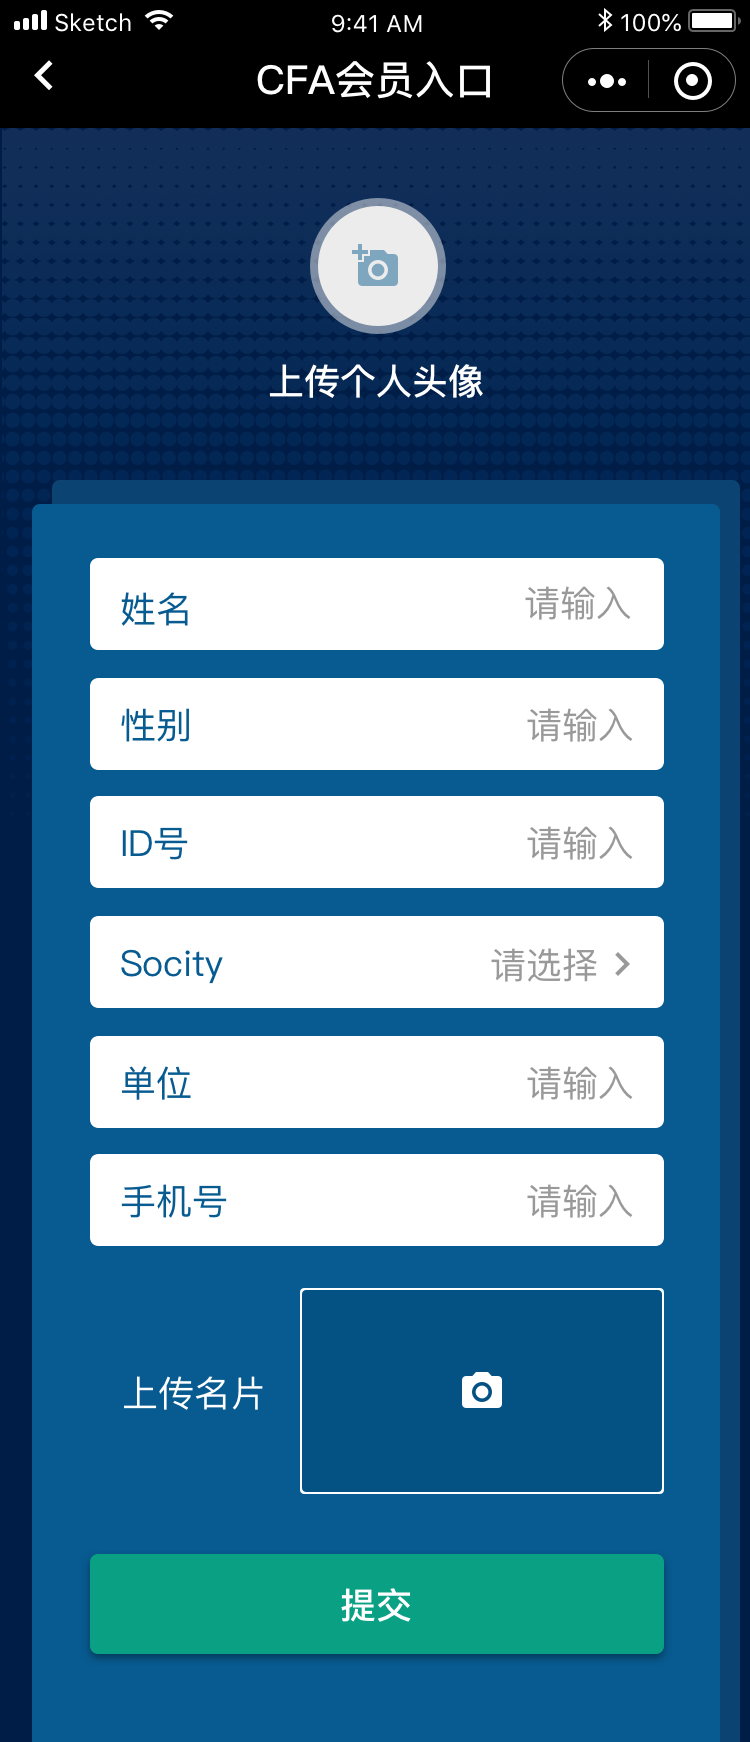 Sketch 9:41 AM 100%
CFA会员入口
上传个人头像
姓名 请输入
性别 请输入
ID号 请输入
Socity 请选择
单位 请输入
手机号 请输入
上传名片
提交